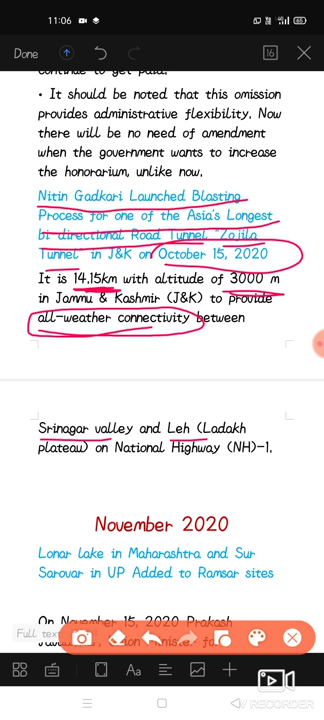 11:06
65
Done
16
continue to get paid.
• It should be noted that this omission
provides administrative flexibility. Now
there will be no need of amendment
when the government wants to increase
the honorarium, unlike now.
Nitin Gadkari Launched Blasting
Process for one of the Asia's Longest
bi-directional Road Tunnel "Zojila
Tunnel" in J&K on October 15, 2020
It is 14.15km with altitude of 3000 m
in Jammu & Kashmir (J&K) to provide
all-weather connectivity between
Srinagar valley and Leh (Ladakh
plateau) on National Highway (NH)-1.
November 2020
Lonar lake in Maharashtra and Sur
Sarovar in UP Added to Ramsar sites
On November 15, 2020 Prakash
Full text
Aa
RECORDER